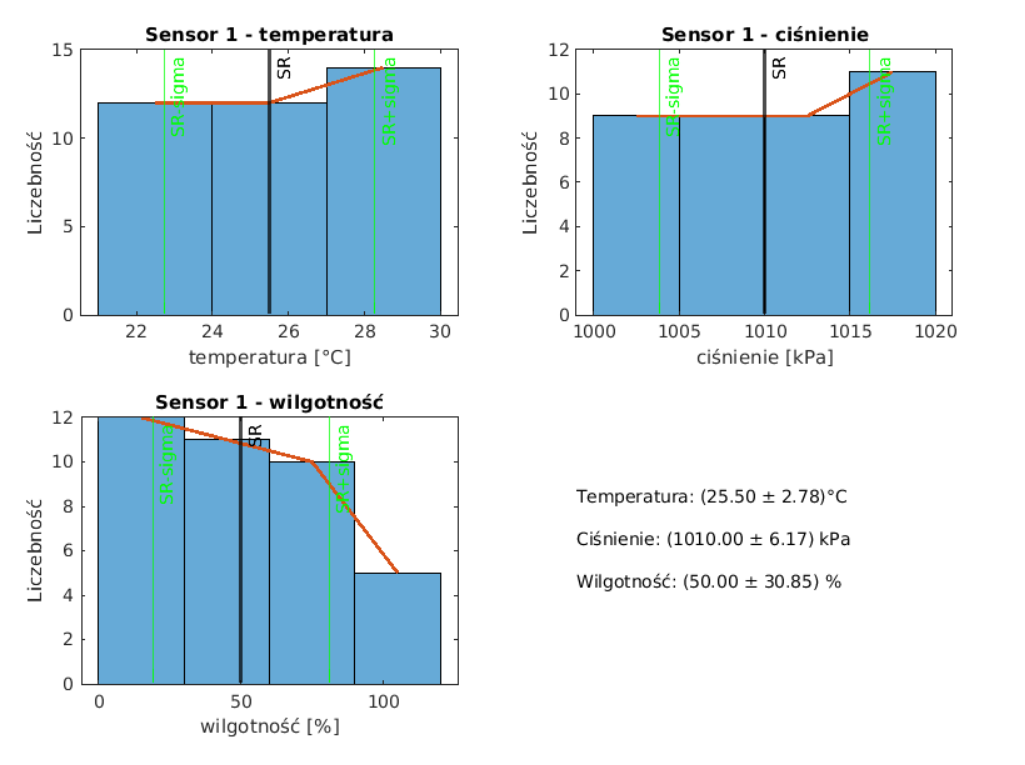 Sensor 1 - temperatura
15
10
5
0
Liczebność
SR-sigma
SR
SR+sigma
22 24 26 28 30
temperatura [°C]
Sensor 1 - ciśnienie
12
10
8
6
4
2
0
Liczebność
SR-sigma
SR
SR+sigma
1000 1005 1010 1015 1020
ciśnienie [kPa]
Sensor 1 - wilgotność
12
10
8
6
4
2
0
Liczebność
SR-sigma
SR
SR+sigma
0 50 100
wilgotność [%]
Temperatura: (25.50 ± 2.78)°C
Ciśnienie: (1010.00 ± 6.17) kPa
Wilgotność: (50.00 ± 30.85) %